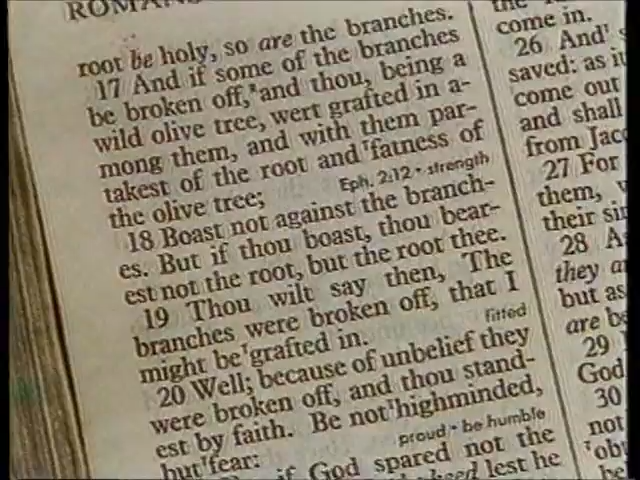 ROMANS
root be holy, so are the branches.
17 And if some of the branches
be broken off, and thou, being a
wild olive tree, wert grafted in a-
mong them, and with them par-
takest of the root and fatness of
the olive tree; Eph. 2:12 · strength
18 Boast not against the branch-
es. But if thou boast, thou bear-
est not the root, but the root thee.
19 Thou wilt say then, The
branches were broken off, that I
might be grafted in. fitted
20 Well; because of unbelief they
were broken off, and thou stand-
est by faith. Be not highminded,
but fear: proud · be humble
if God spared not the
lest he
the
come in.
26 And
saved: as it
come out
and shall
from Jac
27 For
them,
their sin
28 A
they a
but as
are be
29
God
30
not
obt
be